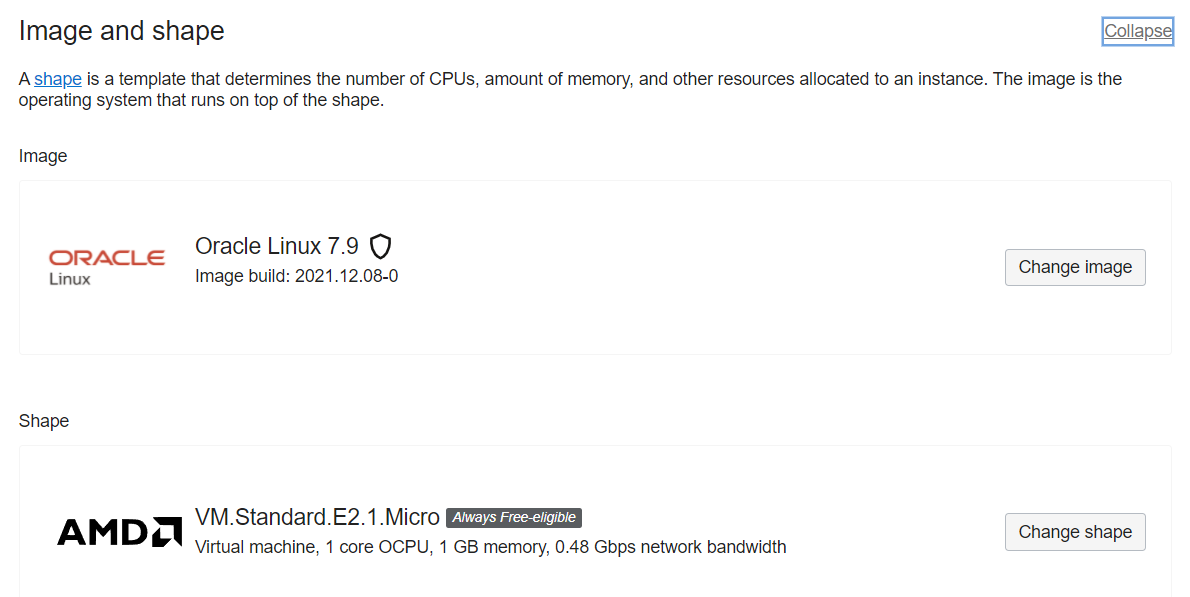 Image and shape
Collapse
A shape is a template that determines the number of CPUs, amount of memory, and other resources allocated to an instance. The image is the
operating system that runs on top of the shape.
Image
ORACLE
Linux
Oracle Linux 7.9
Image build: 2021.12.08-0
Change image
Shape
AMD
VM.Standard.E2.1.Micro Always Free-eligible
Virtual machine, 1 core OCPU, 1 GB memory, 0.48 Gbps network bandwidth
Change shape